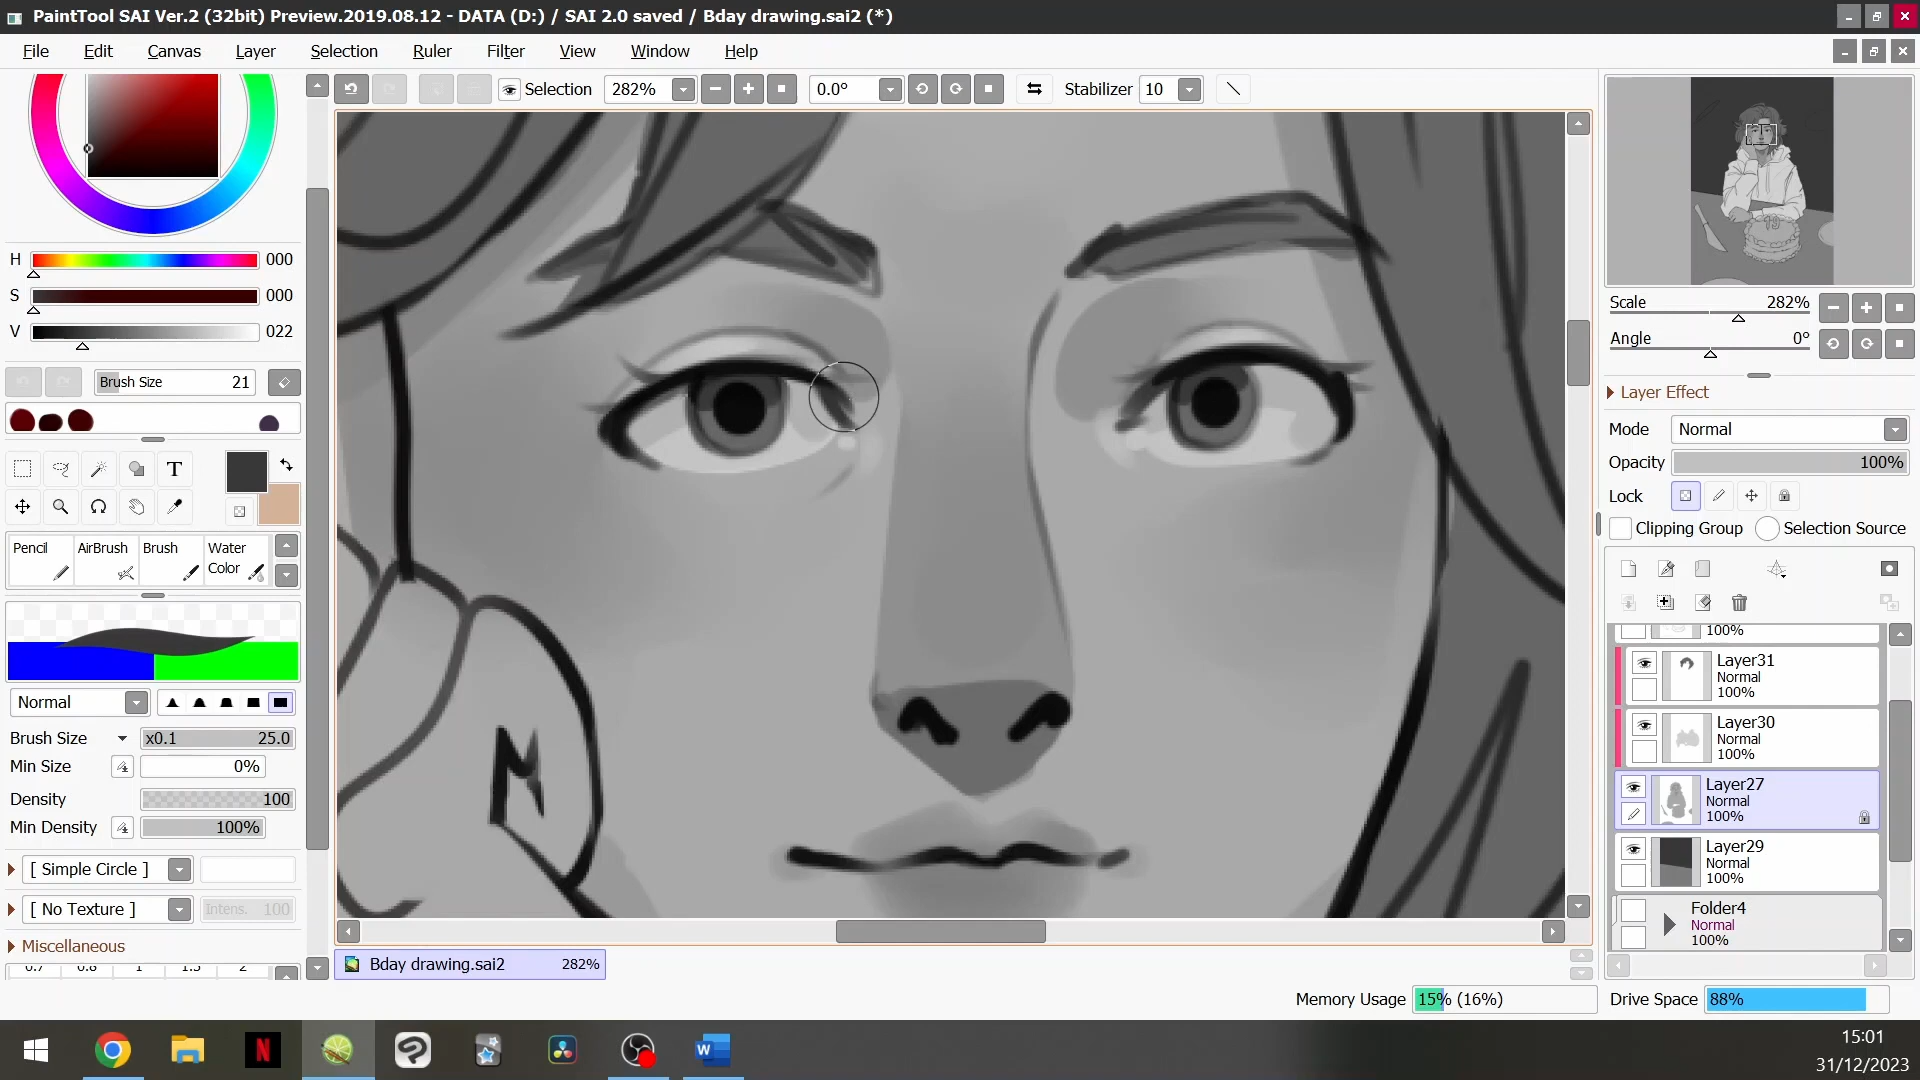 PaintTool SAI Ver.2 (32bit) Preview.2019.08.12 - DATA (D:) / SAI 2.0 saved / Bday drawing.sai2 (*)
File Edit Canvas Layer Selection Ruler Filter View Window Help
Selection 282% 0.0° Stabilizer 10
H 000
S 000
V 022
Brush Size 21
T
Pencil AirBrush Brush Water Color
Normal
Brush Size x0.1 25.0
Min Size 0%
Density 100
Min Density 100%
[ Simple Circle ]
[ No Texture ] Intens. 100
Miscellaneous
0.7 0.8 1 1.5 2
N
19
Scale 282%
Angle 0°
Layer Effect
Mode Normal
Opacity 100%
Lock
Clipping Group Selection Source
100%
Layer31
Normal
100%
Layer30
Normal
100%
Layer27
Normal
100%
Layer29
Normal
100%
Folder4
Normal
100%
Bday drawing.sai2 282%
Memory Usage 15% (16%) Drive Space 88%
N
W
15:01
31/12/2023